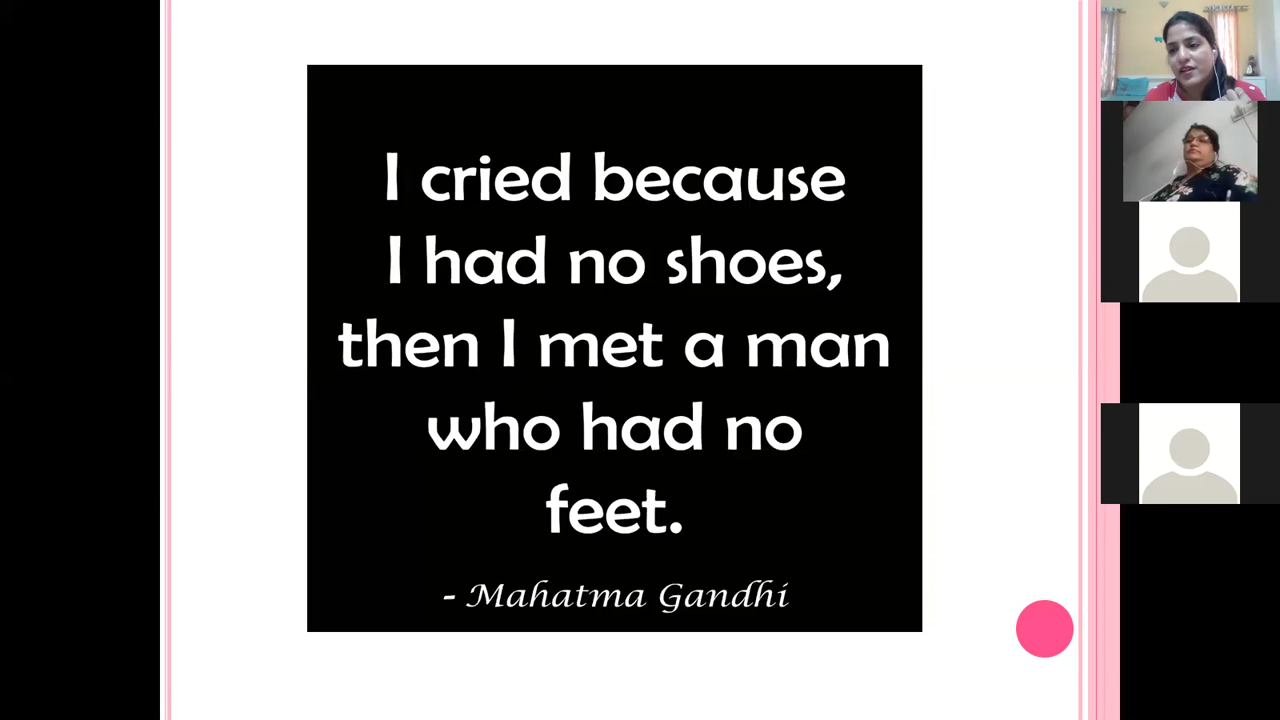 I cried because
I had no shoes,
then I met a man
who had no
feet.
- Mahatma Gandhi